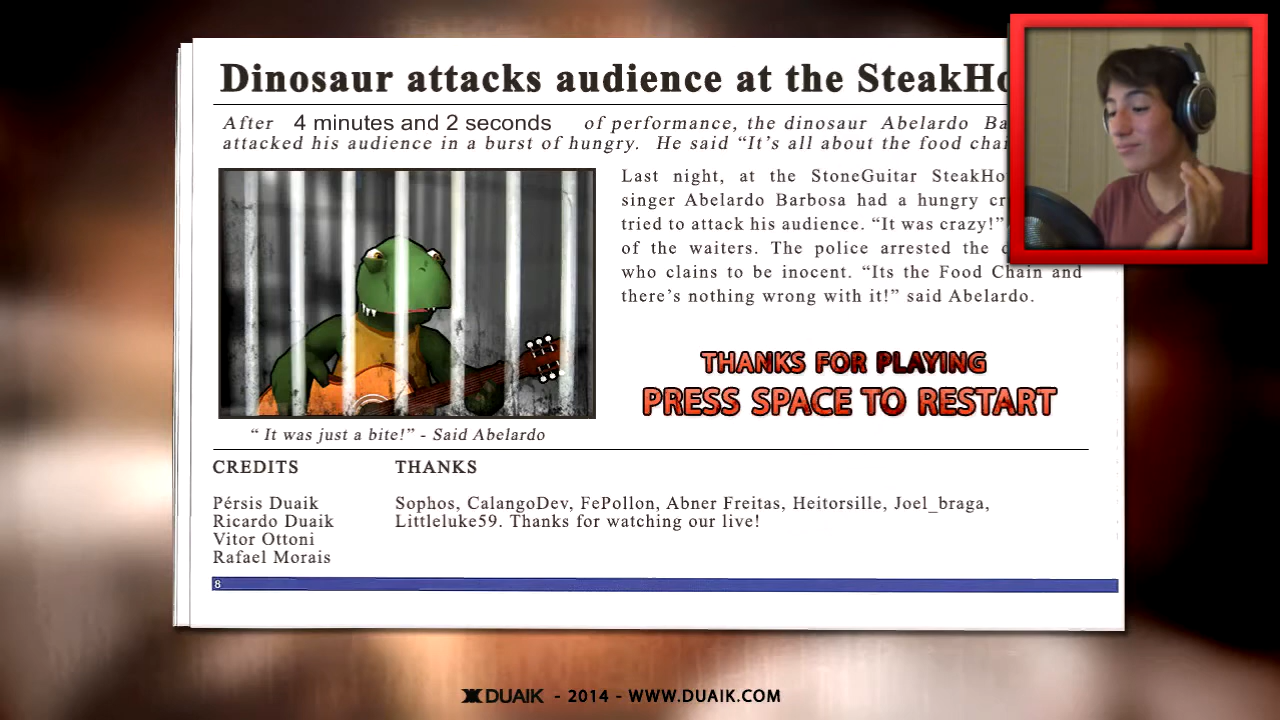 Dinosaur attacks audience at the
After 4 minutes and 2 seconds of performance, the dinosaur Abelardo
attacked his audience in a burst of hungry. He said “It’s all about the food
Last night, at the StoneGuitar
singer Abelardo Barbosa had a hungry
tried to attack his audience. “It was crazy!”
of the waiters. The police arrested the
who clains to be inocent. “Its the Food Chain and
there’s nothing wrong with it!” said Abelardo.
THANKS FOR PLAYING
PRESS SPACE TO RESTART
“ It was just a bite!” - Said Abelardo
CREDITS THANKS
Pérsis Duaik Sophos, CalangoDev, FePollon, Abner Freitas, Heitorsille, Joel_braga,
Ricardo Duaik Littleluke59. Thanks for watching our live!
Vitor Ottoni
Rafael Morais
8
DUAIK - 2014 - WWW.DUAIK.COM